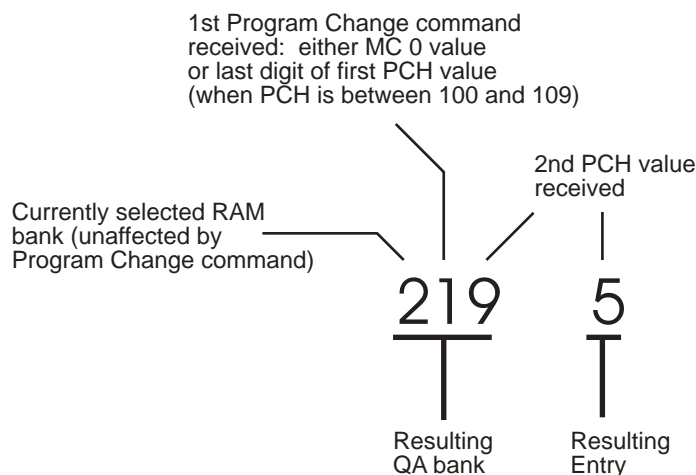 1st Program Change command
received:  either MC 0 value
or last digit of first PCH value
(when PCH is between 100 and 109)
2nd PCH value
received
Currently selected RAM
bank (unaffected by
Program Change command)
219 5
Resulting
QA bank
Resulting
Entry